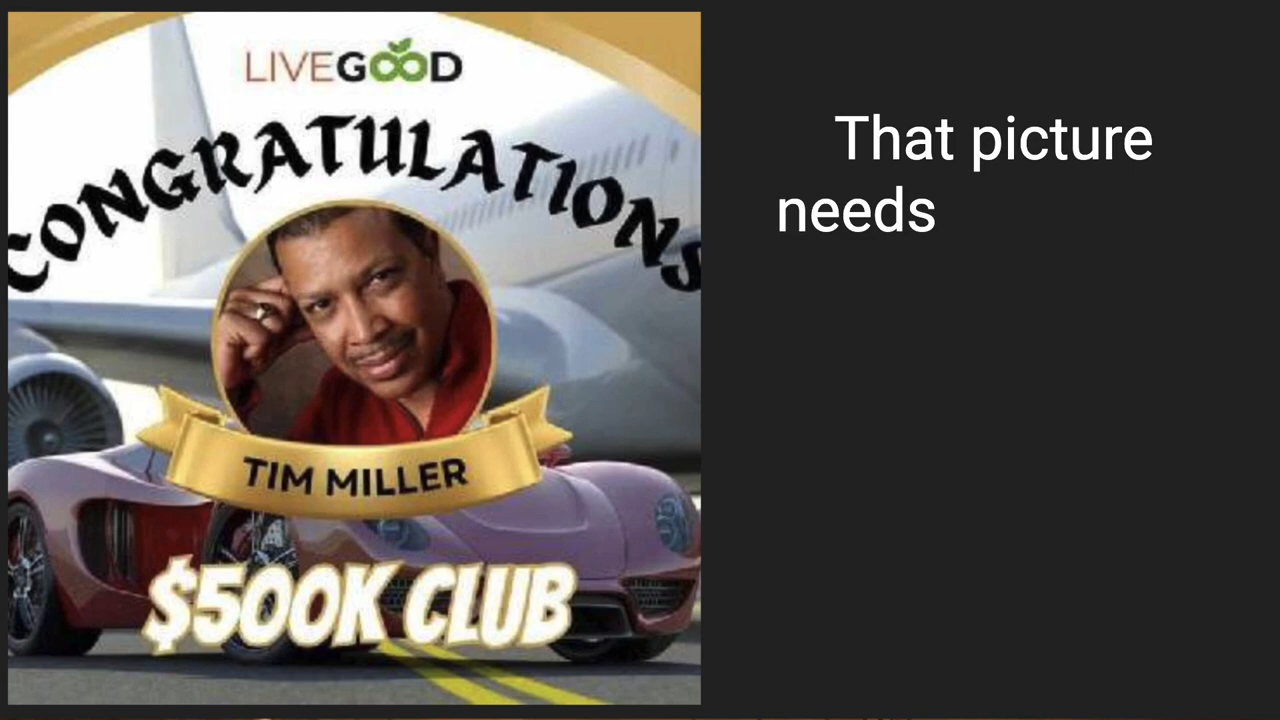 LIVEGOOD
CONGRATULATIONS
TIM MILLER
$500K CLUB
That picture
needs